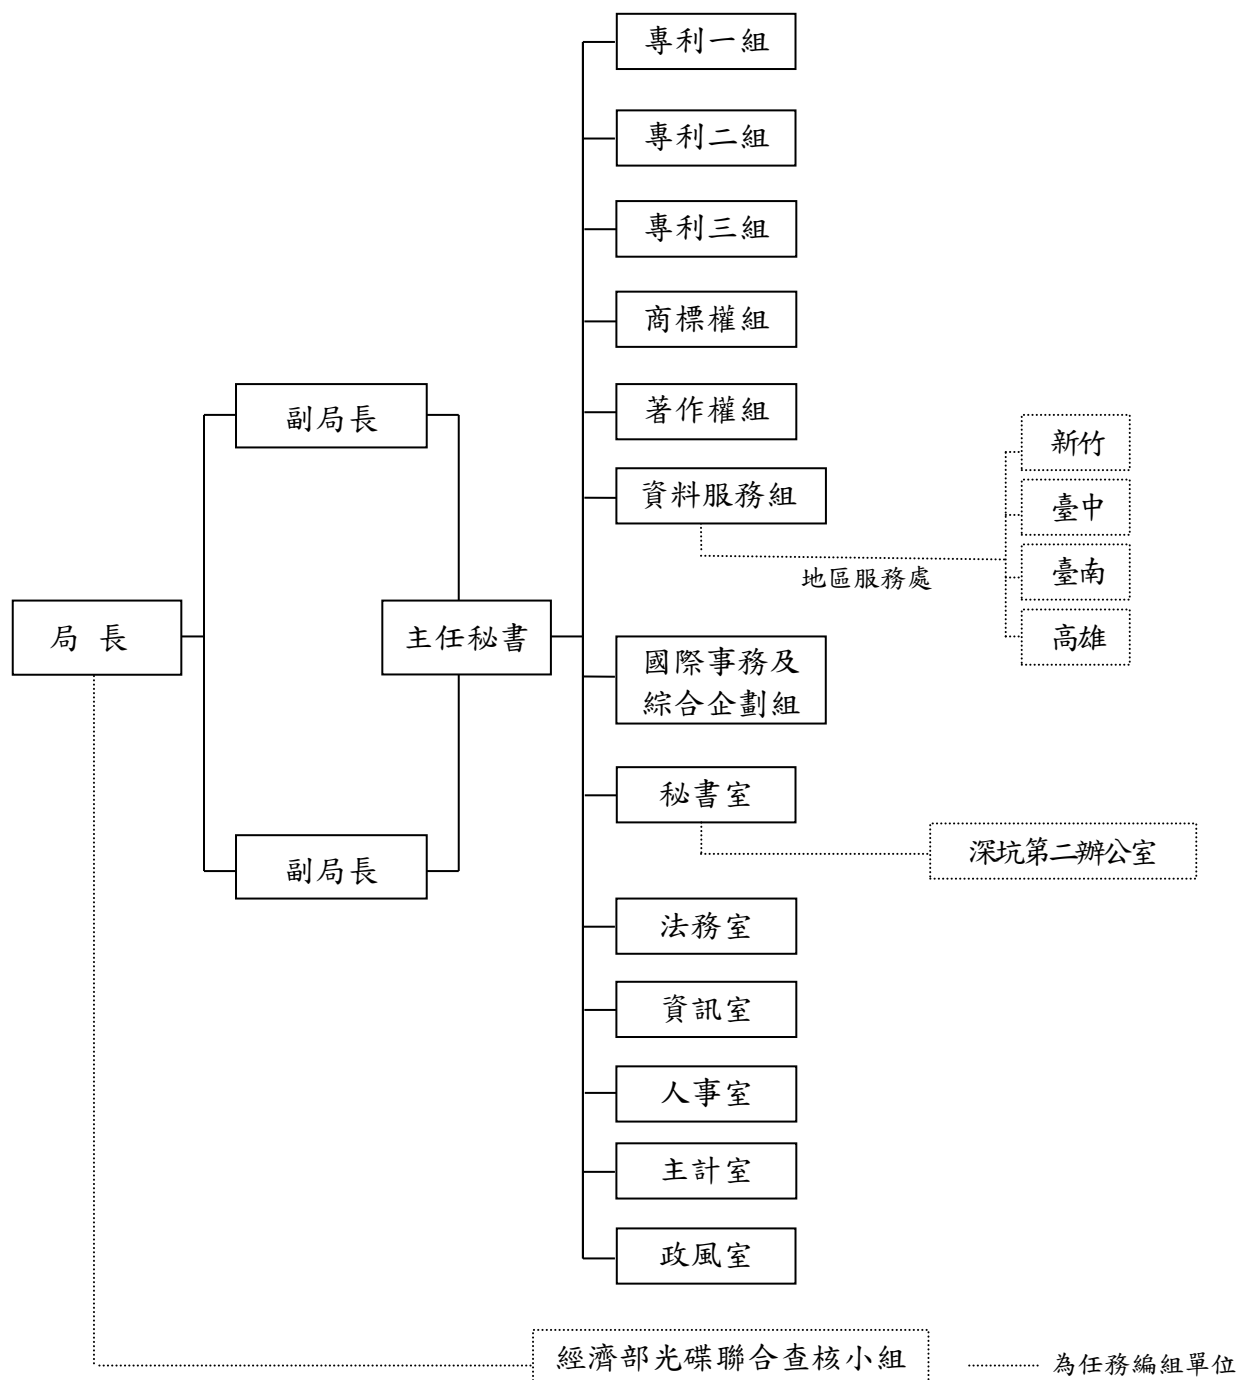 專利一組
專利二組
專利三組
商標權組
著作權組
資料服務組
地區服務處
新竹
臺中
臺南
高雄
副局長
局 長
主任秘書
副局長
國際事務及
綜合企劃組
秘書室
深坑第二辦公室
法務室
資訊室
人事室
主計室
政風室
經濟部光碟聯合查核小組
為任務編組單位